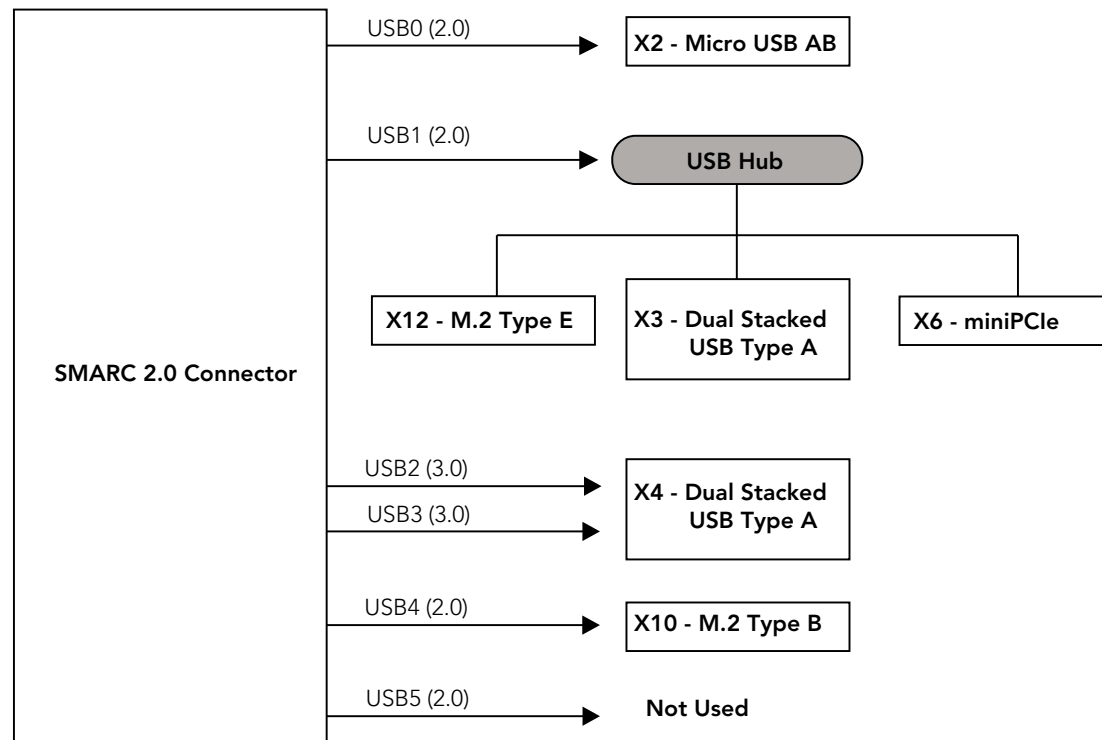 USB0 (2.0)
X2 - Micro USB AB
USB1 (2.0)
USB Hub
X12 - M.2 Type E
X3 - Dual Stacked
USB Type A
X6 - miniPCIe
SMARC 2.0 Connector
USB2 (3.0)
X4 - Dual Stacked
USB Type A
USB3 (3.0)
USB4 (2.0)
X10 - M.2 Type B
USB5 (2.0)
Not Used